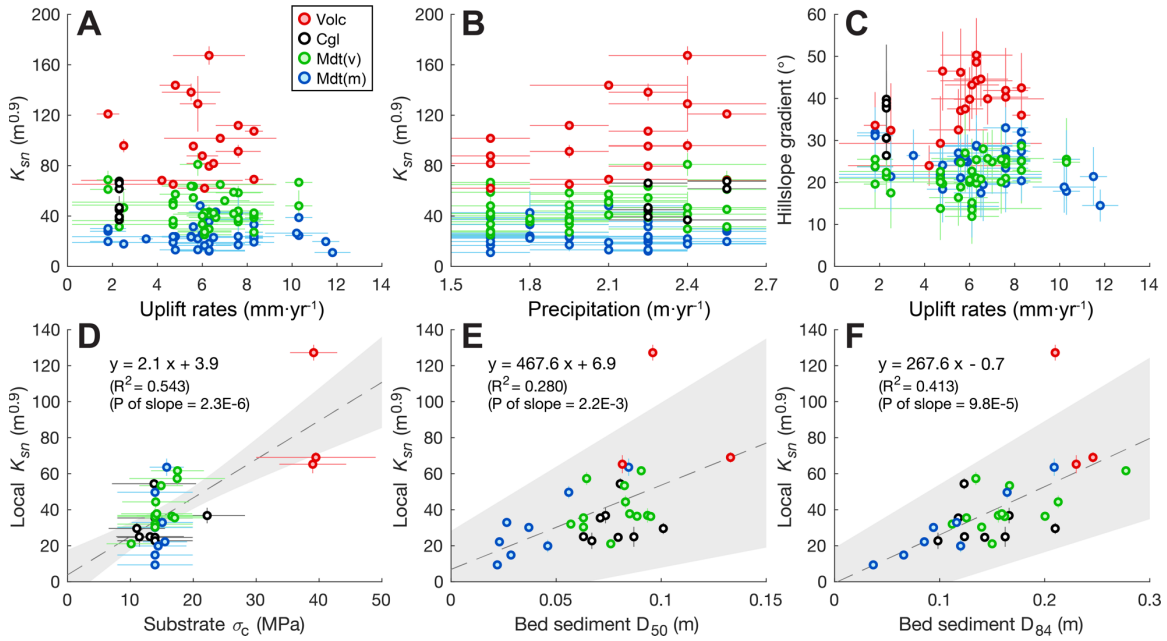 A
Volc
Cgl
Mdt(v)
Mdt(m)
200
160
120
80
40
0
Ksn (m^0.9)
0 2 4 6 8 10 12 14
Uplift rates (mm·yr⁻¹)
B
200
160
120
80
40
0
Ksn (m^0.9)
1.5 1.8 2.1 2.4 2.7
Precipitation (m·yr⁻¹)
C
60
50
40
30
20
10
0
Hillslope gradient (°)
0 2 4 6 8 10 12 14
Uplift rates (mm·yr⁻¹)
D
y = 2.1 x + 3.9
(R² = 0.543)
(P of slope = 2.3E-6)
140
120
100
80
60
40
20
0
Local Ksn (m^0.9)
0 10 20 30 40 50
Substrate σc (MPa)
E
y = 467.6 x + 6.9
(R² = 0.280)
(P of slope = 2.2E-3)
140
120
100
80
60
40
20
0
Local Ksn (m^0.9)
0 0.05 0.1 0.15
Bed sediment D50 (m)
F
y = 267.6 x - 0.7
(R² = 0.413)
(P of slope = 9.8E-5)
140
120
100
80
60
40
20
0
Local Ksn (m^0.9)
0 0.1 0.2 0.3
Bed sediment D84 (m)